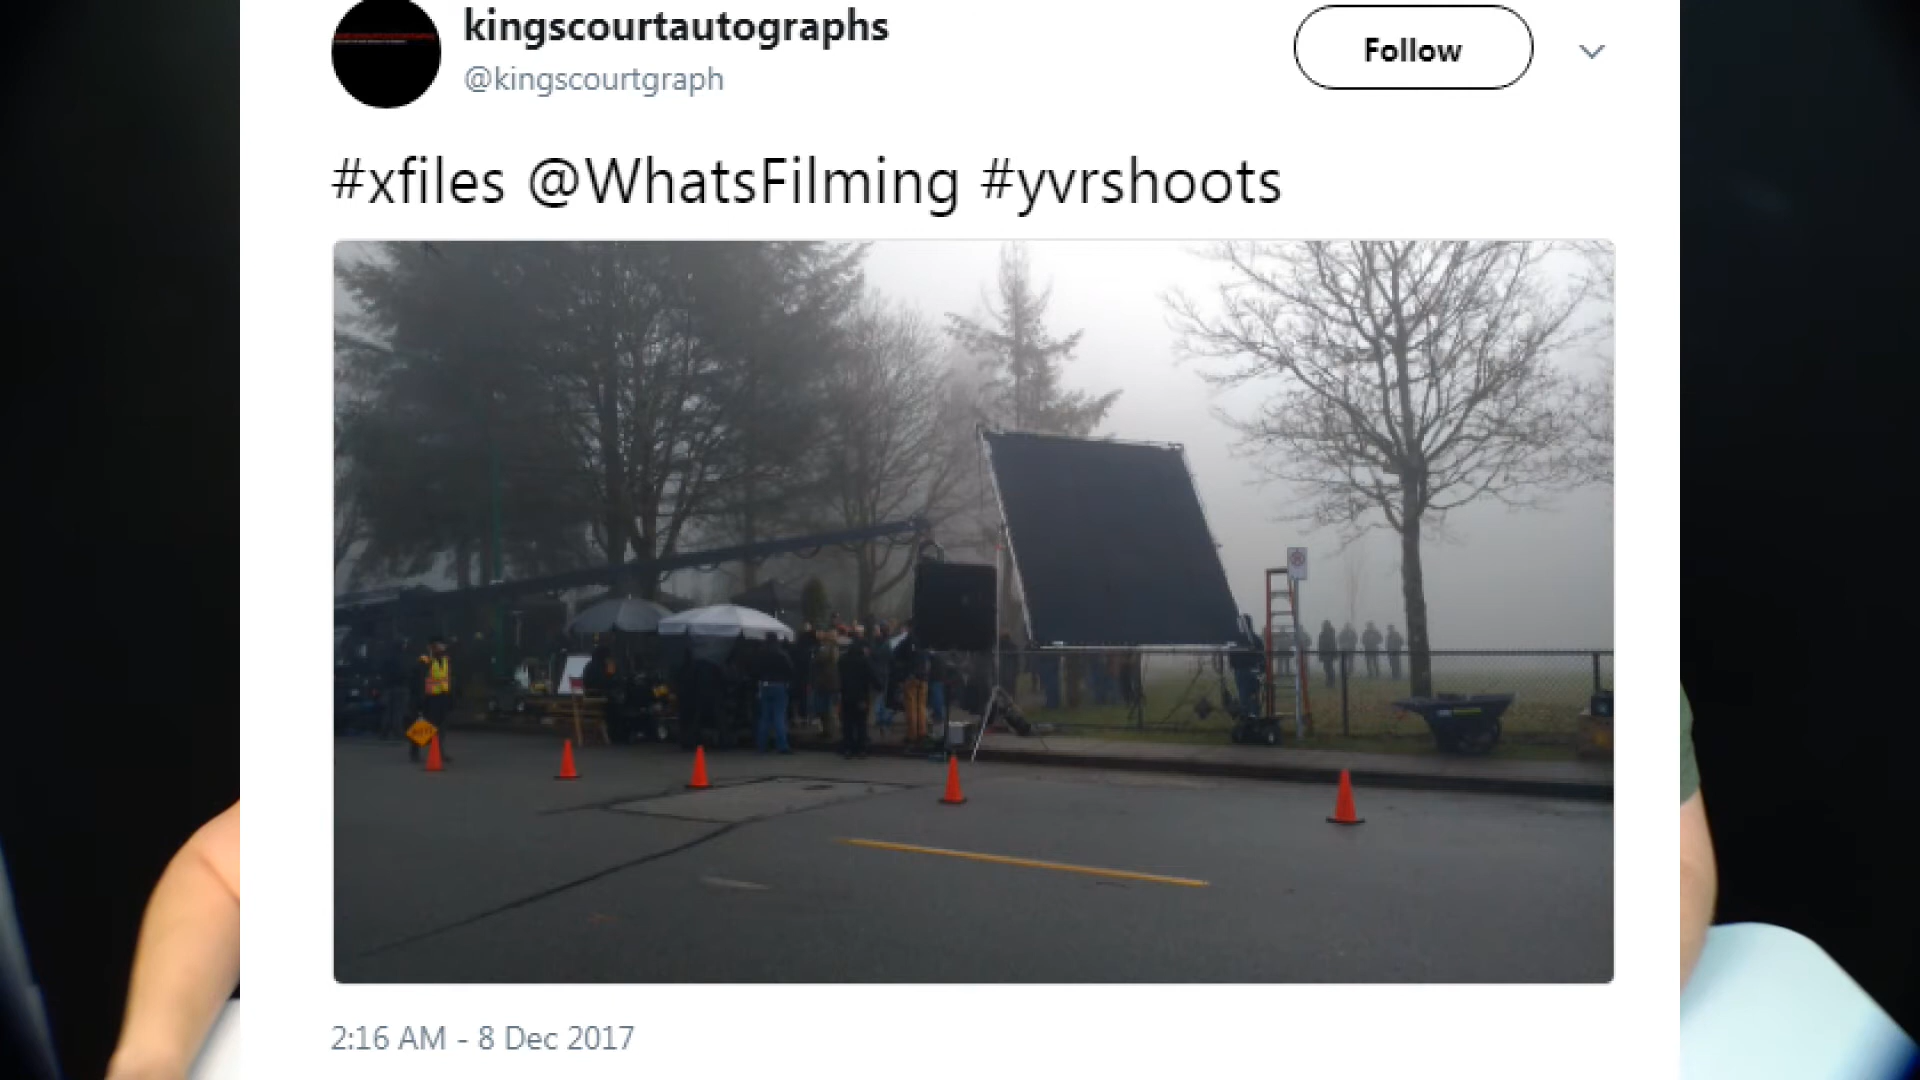 kingscourtautographs
@kingscourtgraph
Follow
#xfiles @WhatsFilming #yvrshoots
2:16 AM - 8 Dec 2017